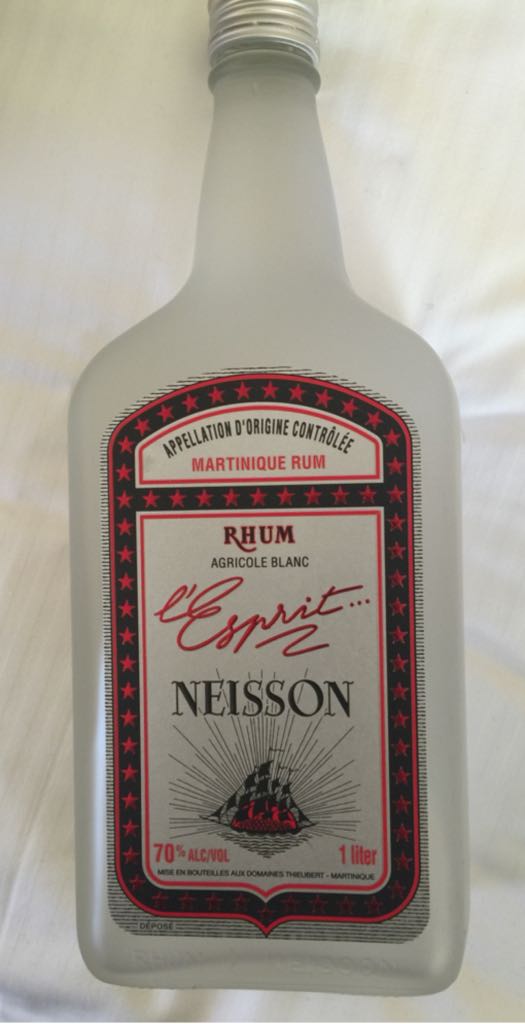 APPELLATION D'ORIGINE CONTRÔLÉE
MARTINIQUE RUM
RHUM
AGRICOLE BLANC
l'Esprit...
NEISSON
70% ALC/VOL 1 liter
MISE EN BOUTEILLES AUX DOMAINES THIEUBERT - MARTINIQUE
DÉPOSÉ